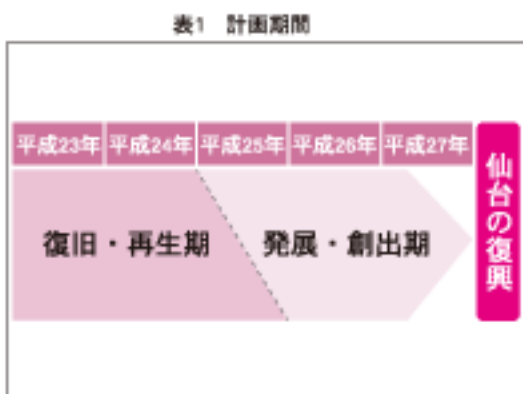 表1 計画期間
平成23年 平成24年 平成25年 平成26年 平成27年
復旧・再生期 発展・創出期
仙台の復興